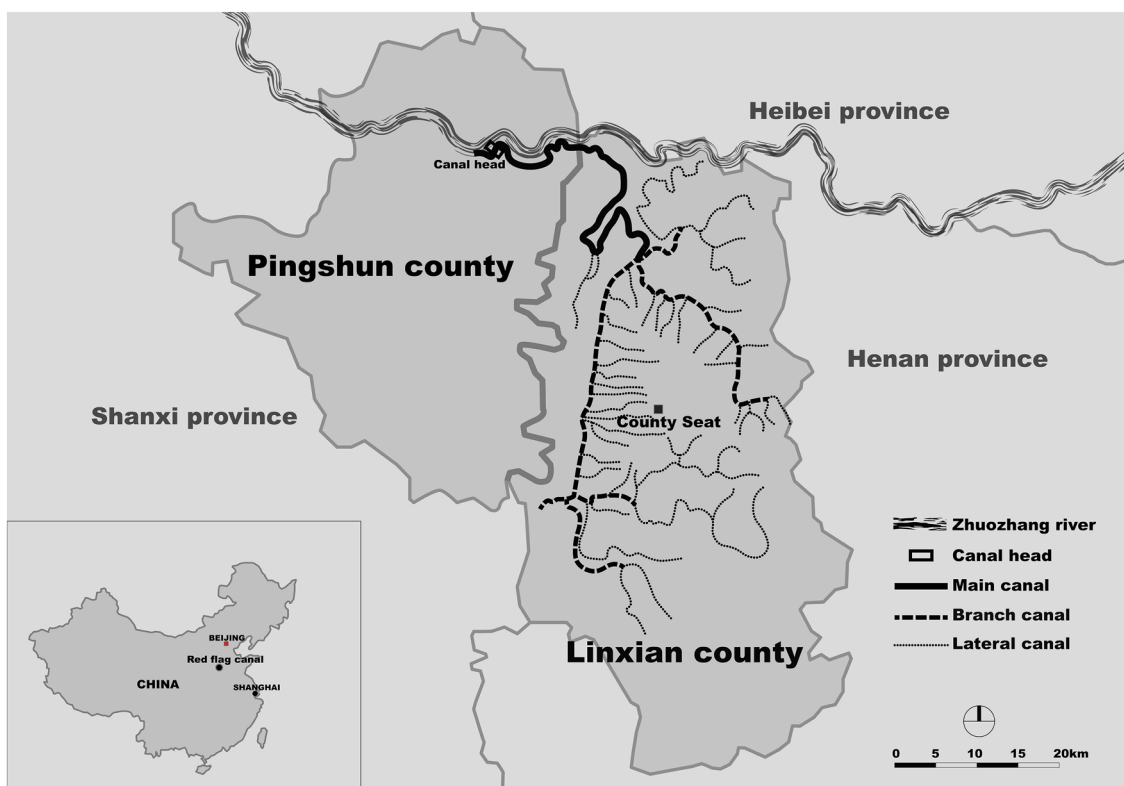 Heibei province
Canal head
Pingshun county
Henan province
Shanxi province
County Seat
Linxian county
Zhuozhang river
Canal head
Main canal
Branch canal
Lateral canal
BEIJING
Red flag canal
CHINA
SHANGHAI
0 5 10 15 20km